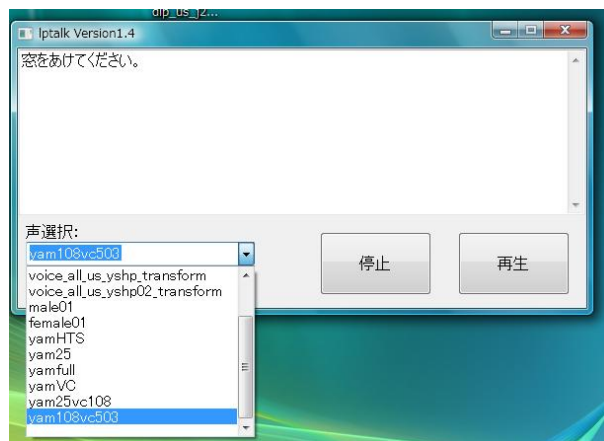 lptalk Version1.4
窓をあけてください。
声選択:
yam108vc503
停止
再生
voice_all_us_yshp_transform
voice_all_us_yshp02_transform
male01
female01
yamHTS
yam25
yamfull
yamVC
yam25vc108
yam108vc503